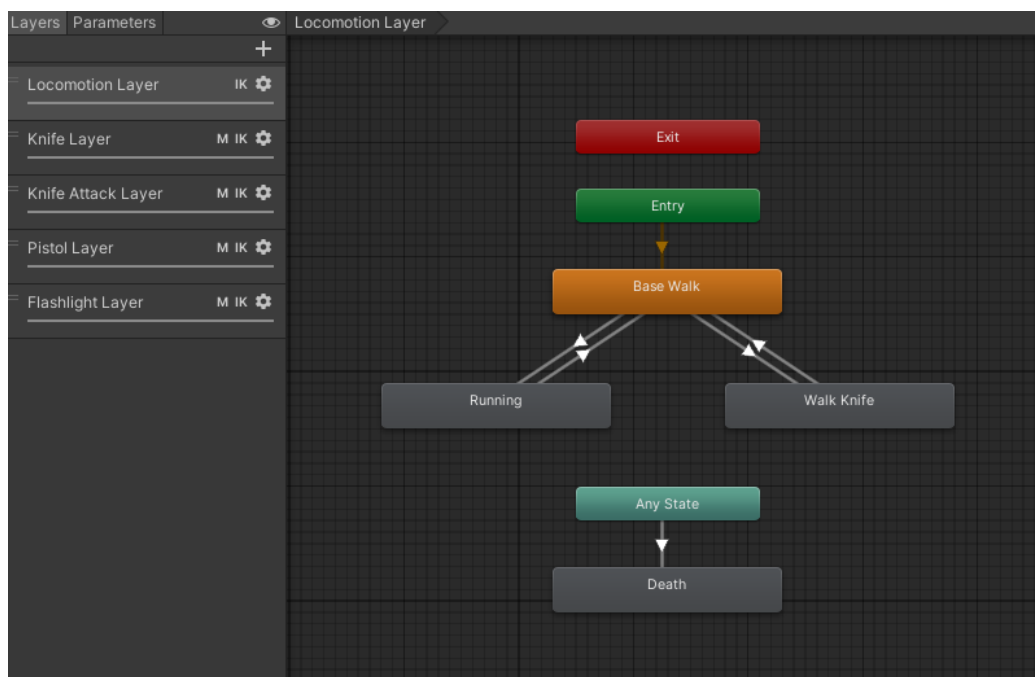 Layers Parameters
Locomotion Layer
Locomotion Layer IK
Knife Layer M IK
Knife Attack Layer M IK
Pistol Layer M IK
Flashlight Layer M IK
Exit
Entry
Base Walk
Running
Walk Knife
Any State
Death